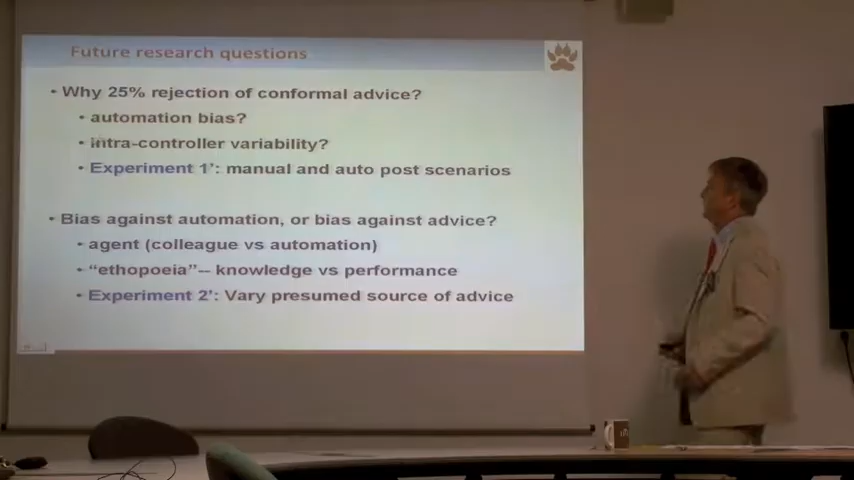 Future research questions
• Why 25% rejection of conformal advice?
• automation bias?
• intra-controller variability?
• Experiment 1': manual and auto post scenarios
• Bias against automation, or bias against advice?
• agent (colleague vs automation)
• “ethopoeia”-- knowledge vs performance
• Experiment 2': Vary presumed source of advice